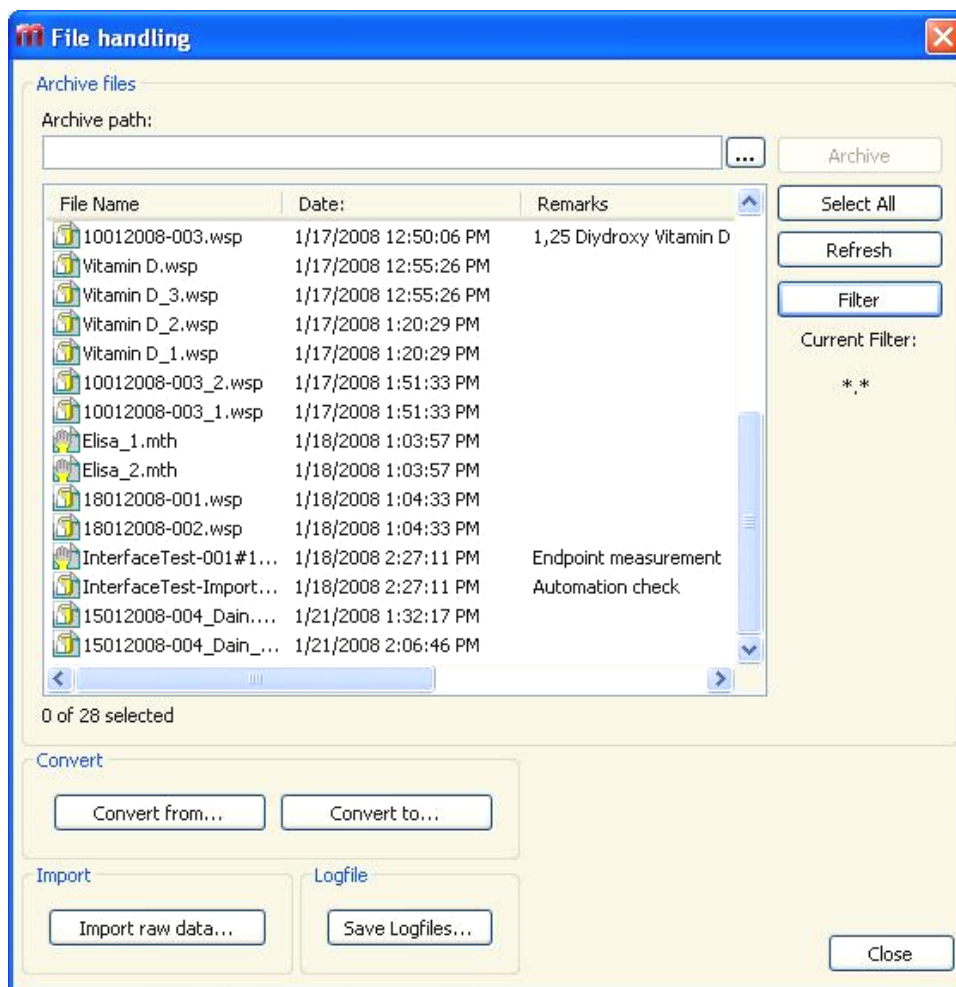 File handling
Archive files
Archive path:
...
Archive
File Name Date: Remarks
Select All
10012008-003.wsp 1/17/2008 12:50:06 PM 1,25 Diydroxy Vitamin D
Refresh
Vitamin D.wsp 1/17/2008 12:55:26 PM
Vitamin D_3.wsp 1/17/2008 12:55:26 PM
Filter
Vitamin D_2.wsp 1/17/2008 1:20:29 PM
Current Filter:
Vitamin D_1.wsp 1/17/2008 1:20:29 PM
10012008-003_2.wsp 1/17/2008 1:51:33 PM
*.*
10012008-003_1.wsp 1/17/2008 1:51:33 PM
Elisa_1.mth 1/18/2008 1:03:57 PM
Elisa_2.mth 1/18/2008 1:03:57 PM
18012008-001.wsp 1/18/2008 1:04:33 PM
18012008-002.wsp 1/18/2008 1:04:33 PM
InterfaceTest-001#1... 1/18/2008 2:27:11 PM Endpoint measurement
InterfaceTest-Import... 1/18/2008 2:27:11 PM Automation check
15012008-004_Dain.... 1/21/2008 1:32:17 PM
15012008-004_Dain_... 1/21/2008 2:06:46 PM
0 of 28 selected
Convert
Convert from... Convert to...
Import Logfile
Import raw data... Save Logfiles...
Close